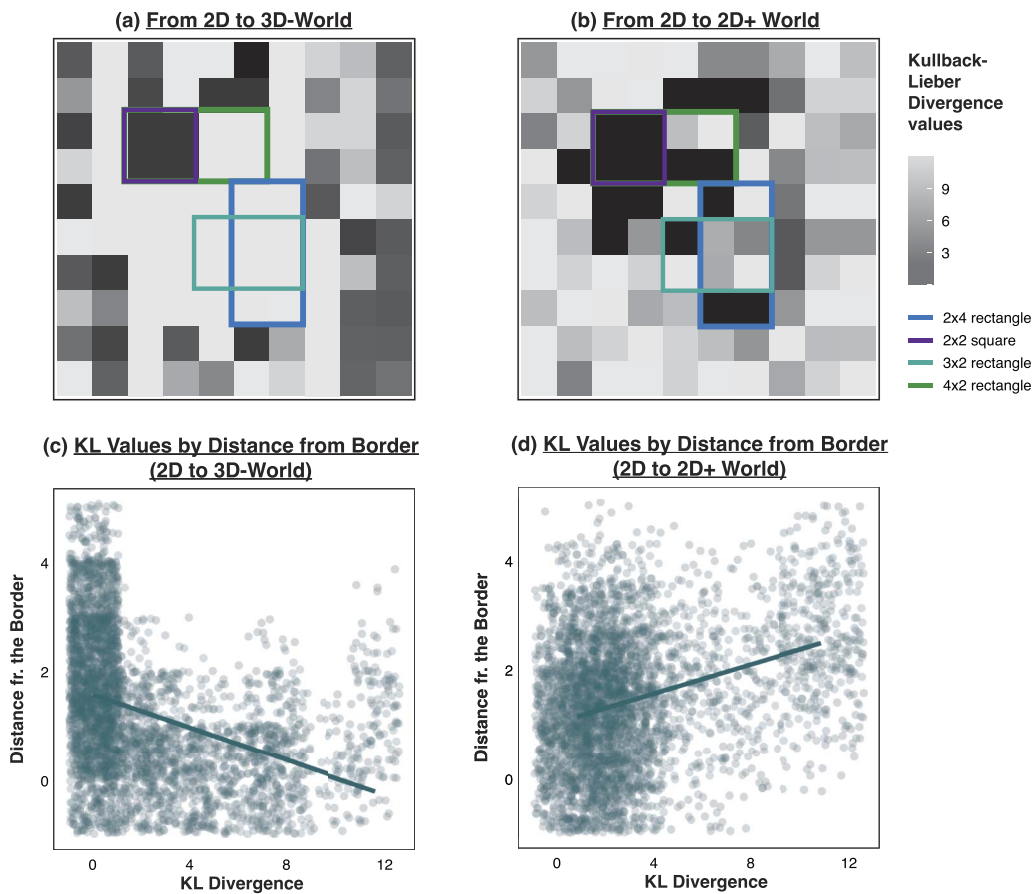 (a) From 2D to 3D-World
(b) From 2D to 2D+ World
Kullback-
Lieber
Divergence
values
9
6
3
2x4 rectangle
2x2 square
3x2 rectangle
4x2 rectangle
(c) KL Values by Distance from Border
(2D to 3D-World)
Distance fr. the Border
4
2
0
0
4
8
12
KL Divergence
(d) KL Values by Distance from Border
(2D to 2D+ World)
Distance fr. the Border
4
2
0
0
4
8
12
KL Divergence